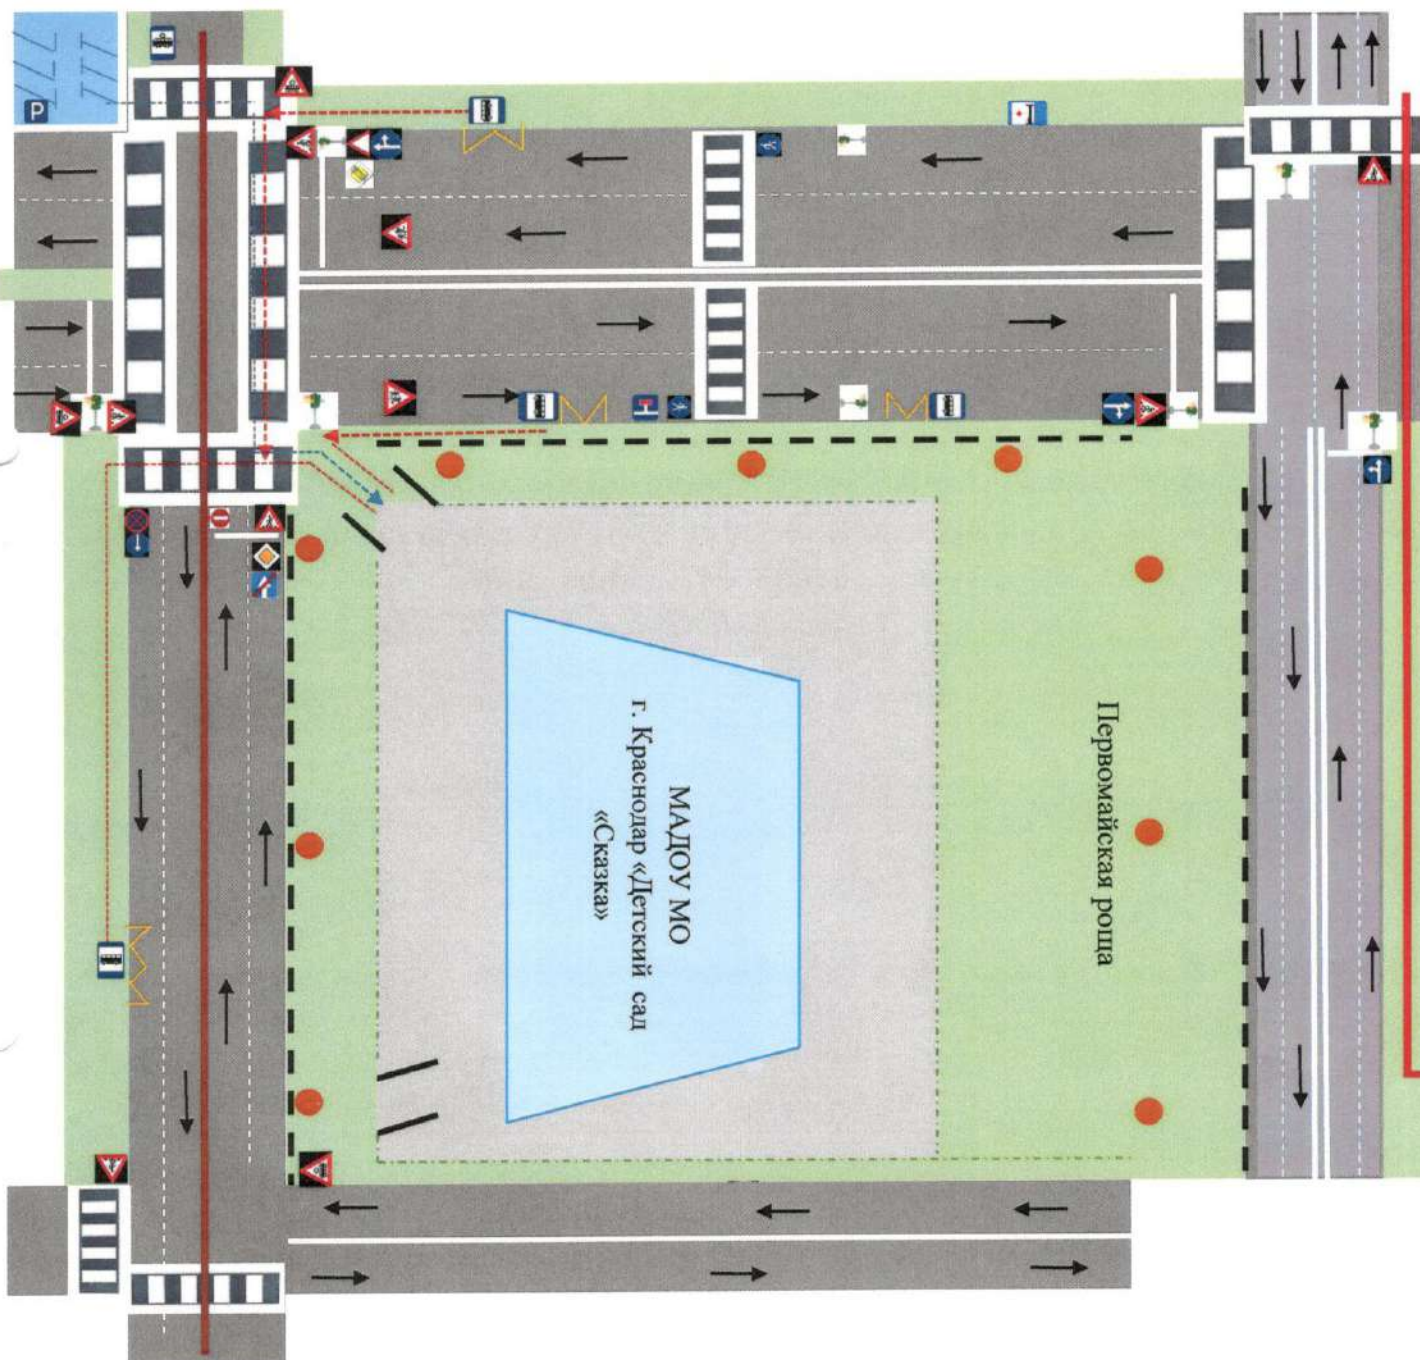 P
Первомайская роща
МАДОУ МО
г. Краснодар «Детский сад
«Сказка»